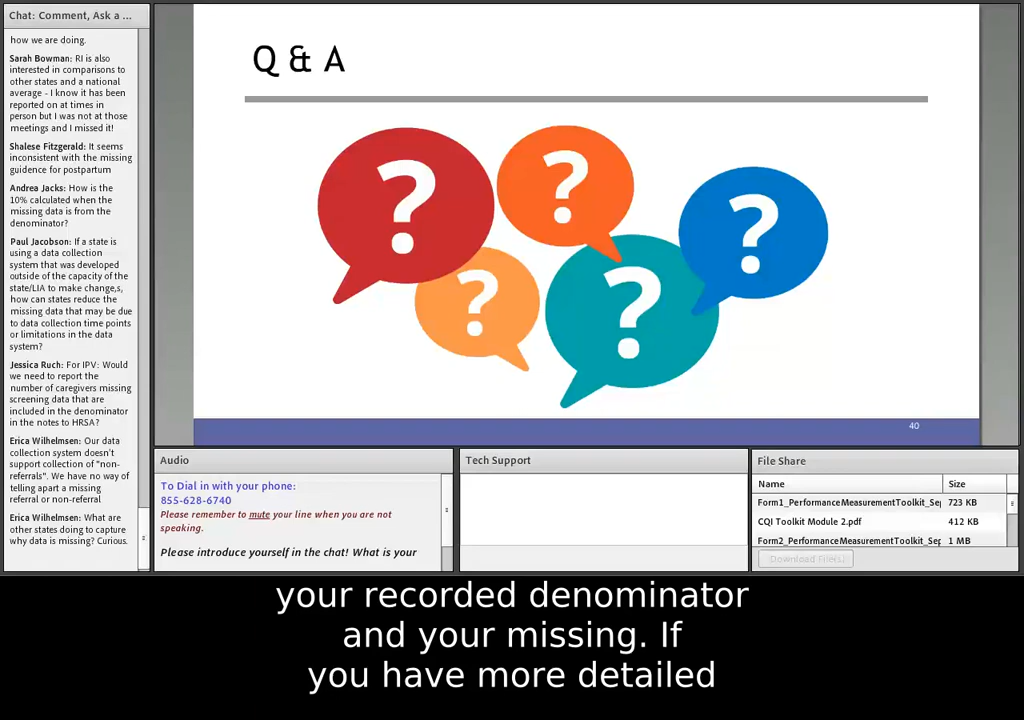 Chat: Comment, Ask a ...
how we are doing.
Sarah Bowman: RI is also
interested in comparisons to
other states and a national
average - I know it has been
reported on at times in
person but I was not at those
meetings and I missed it!
Shalese Fitzgerald: It seems
inconsistent with the missing
guidence for postpartum
Andrea Jacks: How is the
10% calculated when the
missing data is from the
denominator?
Paul Jacobson: If a state is
using a data collection
system that was developed
outside of the capacity of the
state/LIA to make change,s,
how can states reduce the
missing data that may be due
to data collection time points
or limitations in the data
system?
Jessica Ruch: For IPV: Would
we need to report the
number of caregivers missing
screening data that are
included in the denominator
in the notes to HRSA?
Erica Wilhelmsen: Our data
collection system doesn't
support collection of "non-
referrals". We have no way of
telling apart a missing
referral or non-referral
Erica Wilhelmsen: What are
other states doing to capture
why data is missing? Curious.
Q & A
?
?
?
?
?
40
Audio
To Dial in with your phone:
855-628-6740
Please remember to mute your line when you are not
speaking.
Please introduce yourself in the chat! What is your
Tech Support
File Share
Name Size
Form1_PerformanceMeasurementToolkit_Sep 723 KB
CQI Toolkit Module 2.pdf 412 KB
Form2_PerformanceMeasurementToolkit_Sep 1 MB
Download File(s)
your recorded denominator
and your missing. If
you have more detailed